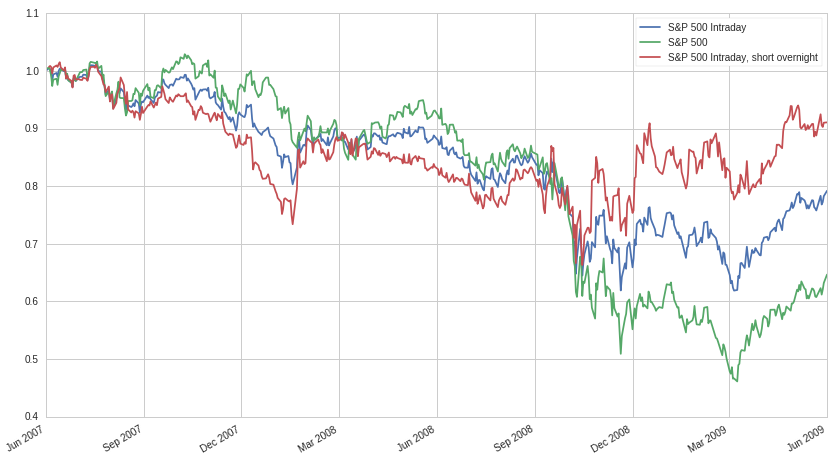 1.1
1.0
0.9
0.8
0.7
0.6
0.5
0.4
S&P 500 Intraday
S&P 500
S&P 500 Intraday, short overnight
Jun 2007
Sep 2007
Dec 2007
Mar 2008
Jun 2008
Sep 2008
Dec 2008
Mar 2009
Jun 2009